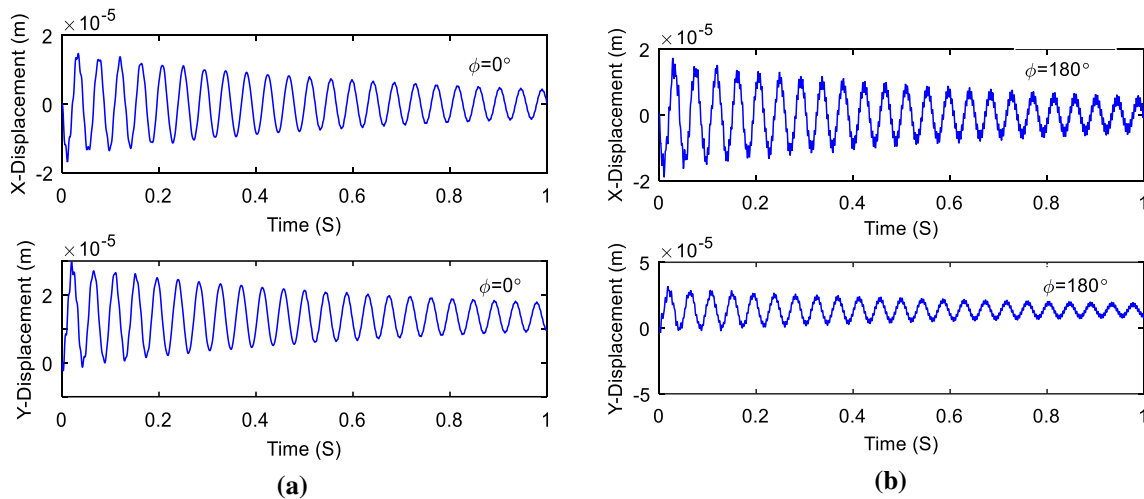 ×10⁻⁵
X-Displacement (m)
2
0
-2
ϕ=0°
0 0.2 0.4 0.6 0.8 1
Time (S)
×10⁻⁵
Y-Displacement (m)
2
0
ϕ=0°
0 0.2 0.4 0.6 0.8 1
Time (S)
(a)
×10⁻⁵
X-Displacement (m)
2
0
-2
ϕ=180°
0 0.2 0.4 0.6 0.8 1
Time (S)
×10⁻⁵
Y-Displacement (m)
5
0
-5
ϕ=180°
0 0.2 0.4 0.6 0.8 1
Time (S)
(b)